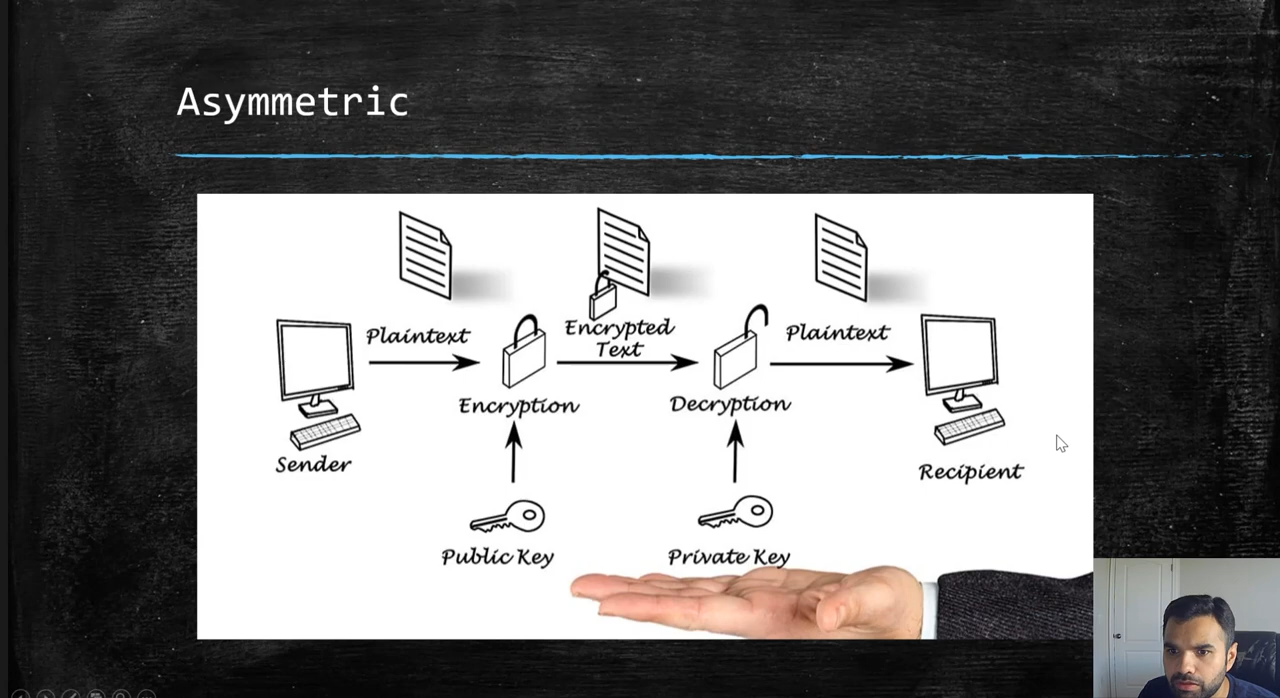 Asymmetric
Plaintext
Encrypted
Text
Plaintext
Encryption
Decryption
Sender
Recipient
Public Key
Private Key